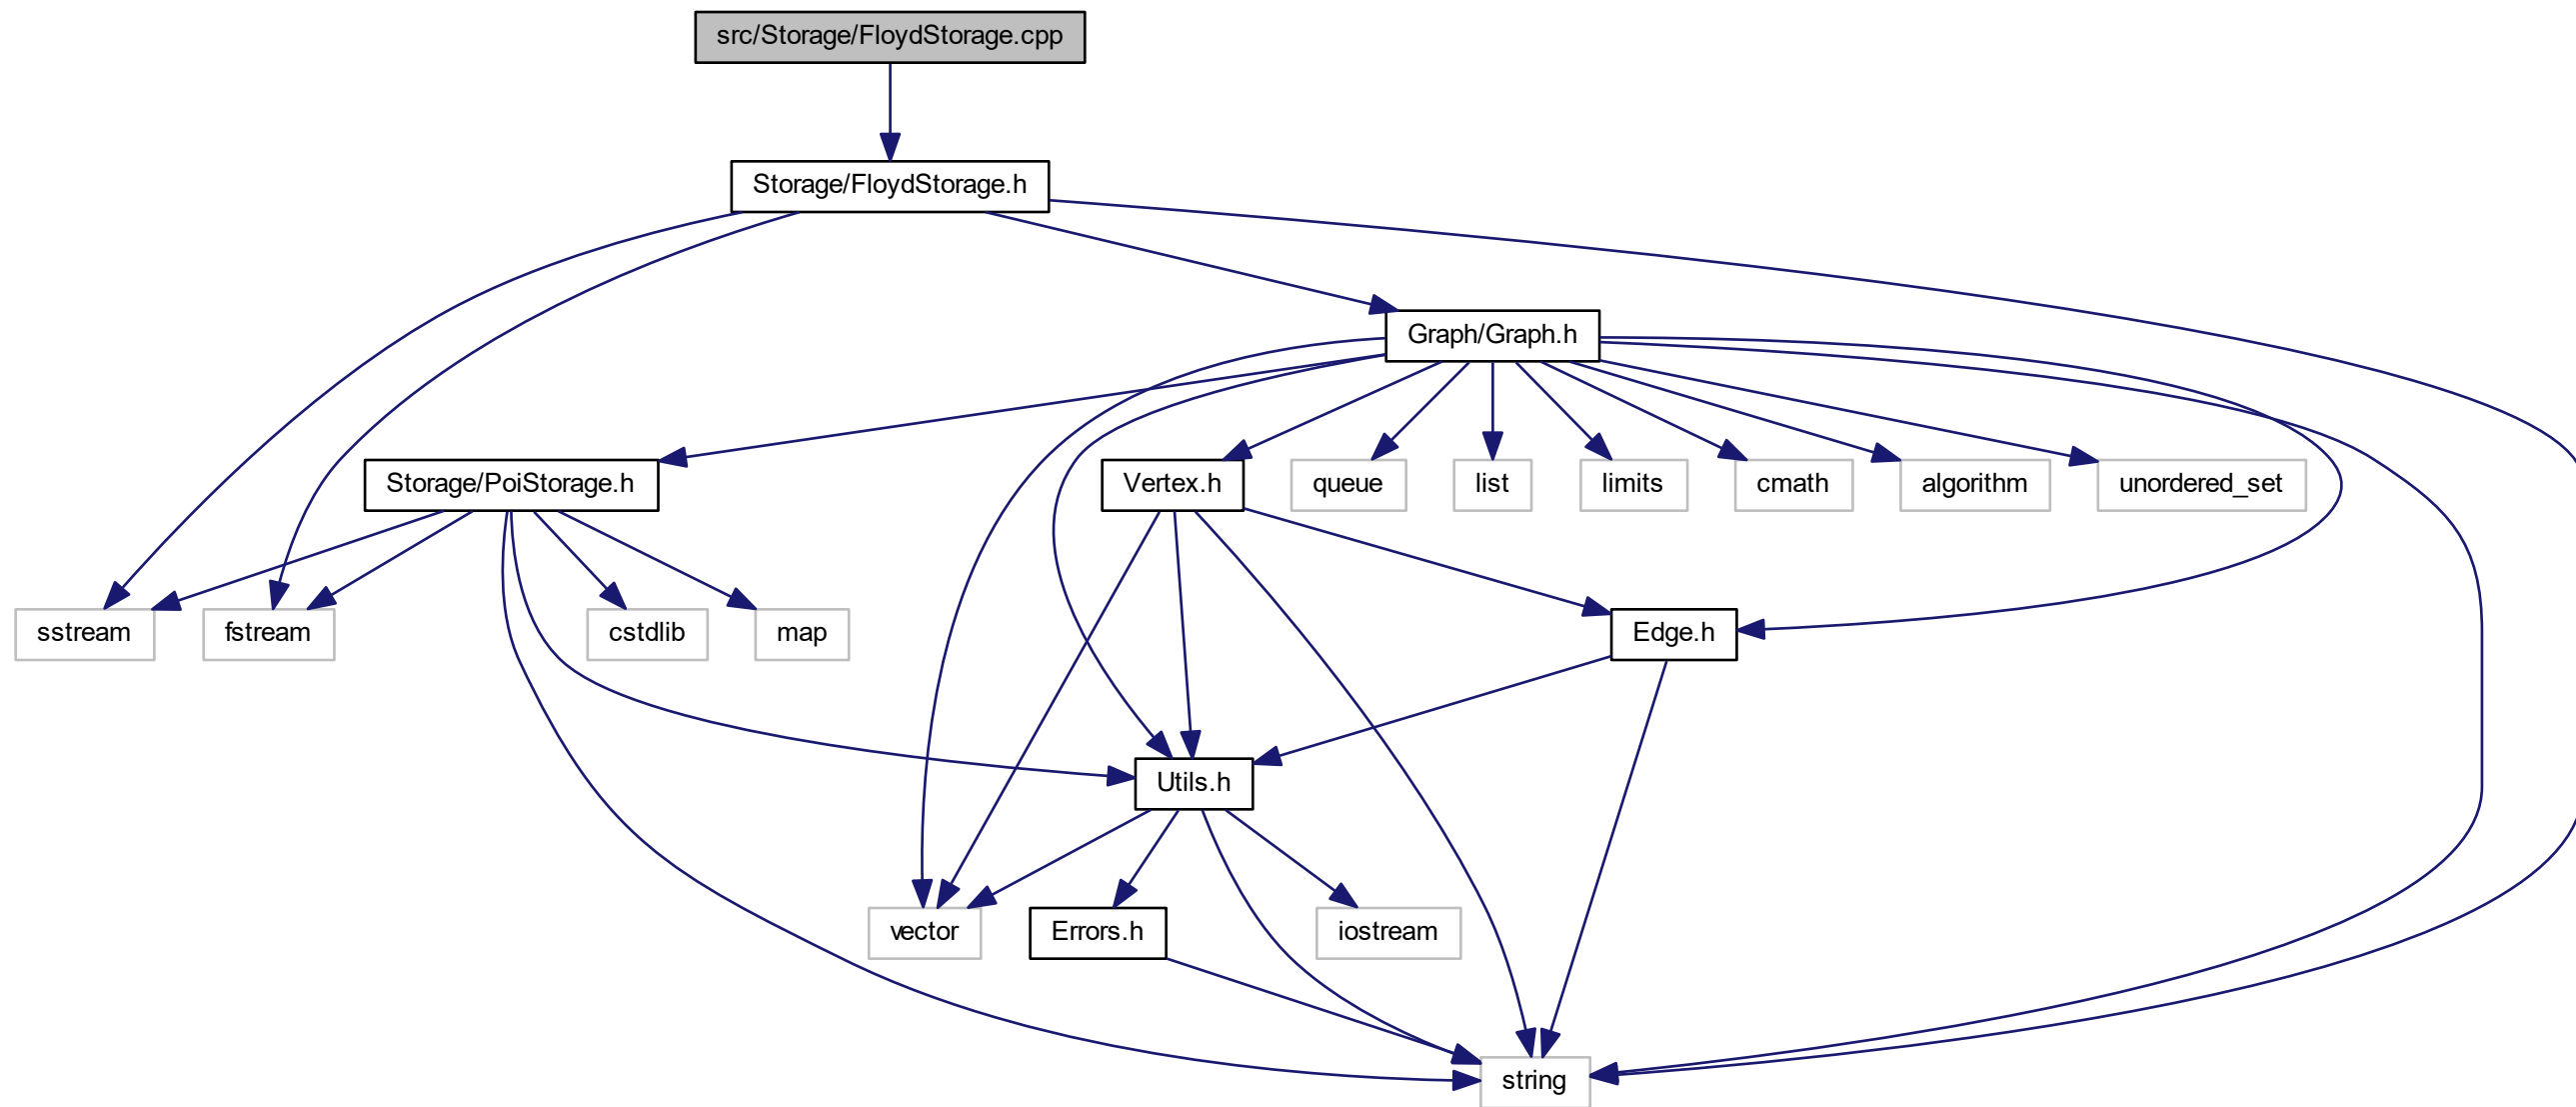 src/Storage/FloydStorage.cpp
Storage/FloydStorage.h
Graph/Graph.h
Storage/PoiStorage.h
Vertex.h
queue
list
limits
cmath
algorithm
unordered_set
sstream
fstream
cstdlib
map
Edge.h
Utils.h
vector
Errors.h
iostream
string